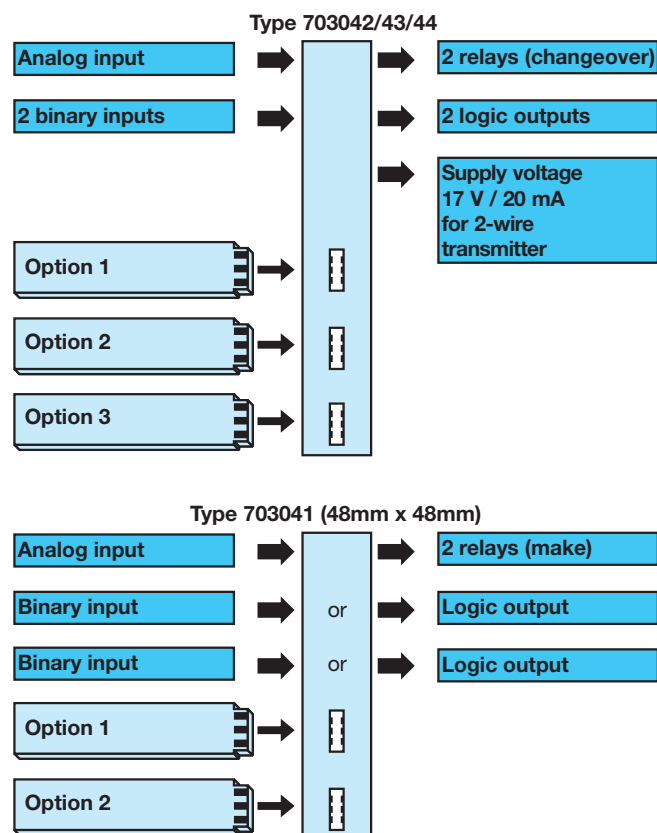 Type 703042/43/44
Analog input
2 relays (changeover)
2 binary inputs
2 logic outputs
Supply voltage
17 V / 20 mA
for 2-wire
transmitter
Option 1
Option 2
Option 3
Type 703041 (48mm x 48mm)
Analog input
2 relays (make)
Binary input
or
Logic output
Binary input
or
Logic output
Option 1
Option 2